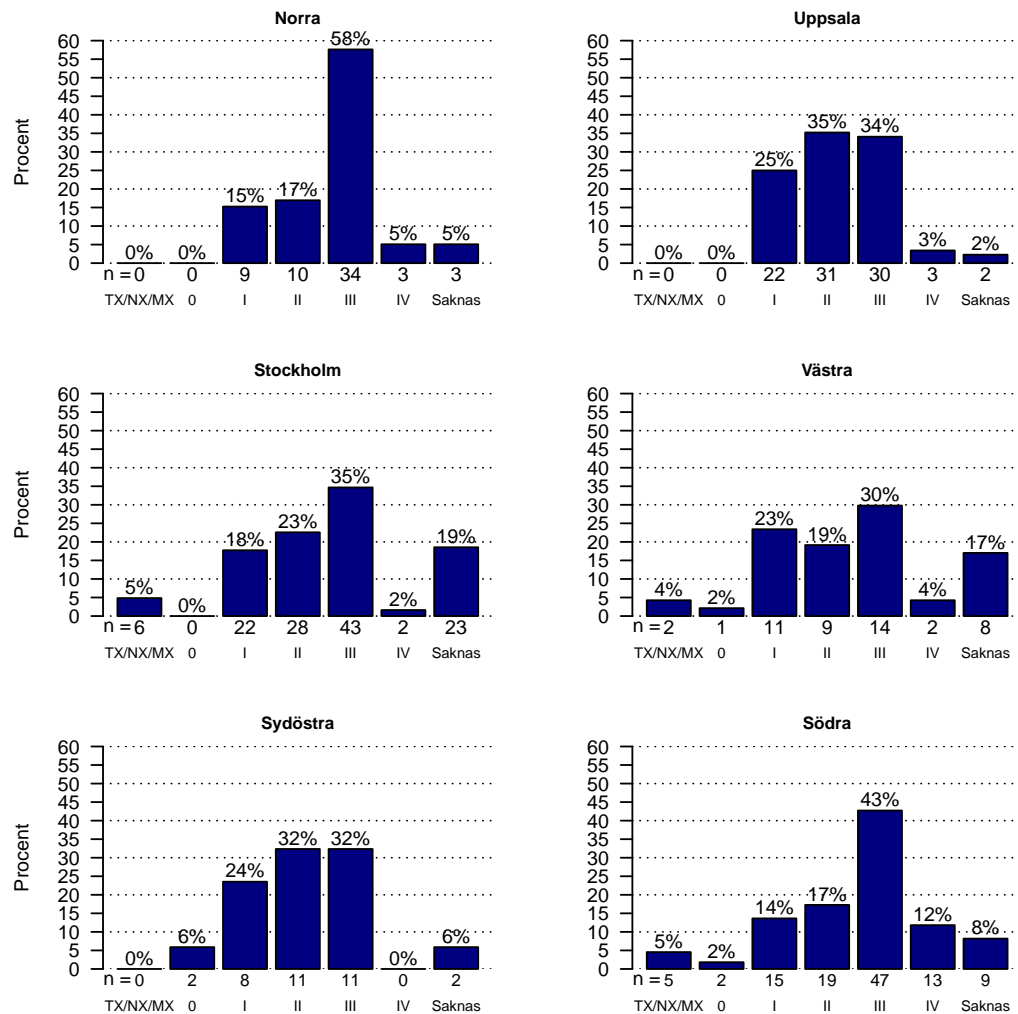 Norra
Procent
60
55
50
45
40
35
30
25
20
15
10
5
0
0% 0% 15% 17% 58% 5% 5%
n = 0 0 9 10 34 3 3
TX/NX/MX 0 I II III IV Saknas
Uppsala
60
55
50
45
40
35
30
25
20
15
10
5
0
0% 0% 25% 35% 34% 3% 2%
n = 0 0 22 31 30 3 2
TX/NX/MX 0 I II III IV Saknas
Stockholm
Procent
60
55
50
45
40
35
30
25
20
15
10
5
0
5% 0% 18% 23% 35% 2% 19%
n = 6 0 22 28 43 2 23
TX/NX/MX 0 I II III IV Saknas
Västra
60
55
50
45
40
35
30
25
20
15
10
5
0
4% 2% 23% 19% 30% 4% 17%
n = 2 1 11 9 14 2 8
TX/NX/MX 0 I II III IV Saknas
Sydöstra
Procent
60
55
50
45
40
35
30
25
20
15
10
5
0
0% 6% 24% 32% 32% 0% 6%
n = 0 2 8 11 11 0 2
TX/NX/MX 0 I II III IV Saknas
Södra
60
55
50
45
40
35
30
25
20
15
10
5
0
5% 2% 14% 17% 43% 12% 8%
n = 5 2 15 19 47 13 9
TX/NX/MX 0 I II III IV Saknas